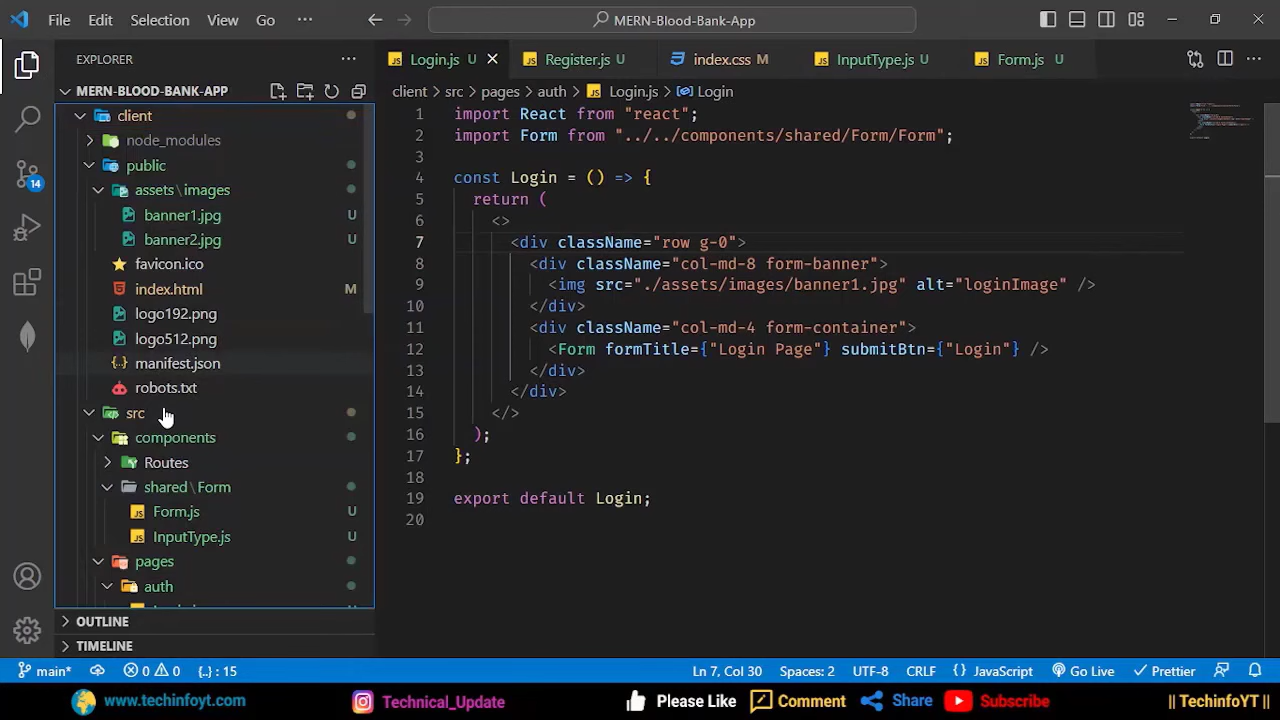 File Edit View Go ···
MERN-Blood-Bank-App
EXPLORER ···
Login.js U
Register.js U
index.css M
InputType.js U
Form.js U
MERN-BLOOD-BANK-APP
client > src > pages > auth > Login.js > Login
client
node_modules
public
assets\images
banner1.jpg U
banner2.jpg U
favicon.ico
index.html M
logo192.png
logo512.png
manifest.json
robots.txt
src
components
Routes
shared\Form
Form.js U
InputType.js U
pages
auth
OUTLINE
TIMELINE
14
1 import React from "react";
2 import Form from "../../components/shared/Form/Form";
3
4 const Login = () => {
5 return (
6 <>
7 <div className="row g-0">
8 <div className="col-md-8 form-banner">
9 <img src="./assets/images/banner1.jpg" alt="loginImage" />
10 </div>
11 <div className="col-md-4 form-container">
12 <Form formTitle={"Login Page"} submitBtn={"Login"} />
13 </div>
14 </div>
15 </>
16 );
17 };
18
19 export default Login;
20
main* 0 0 {..} : 15 Ln 7, Col 30 Spaces: 2 UTF-8 CRLF {} JavaScript Go Live Prettier
www.techinfoyt.com Technical_Update Please Like Comment Share Subscribe || TechinfoYT ||